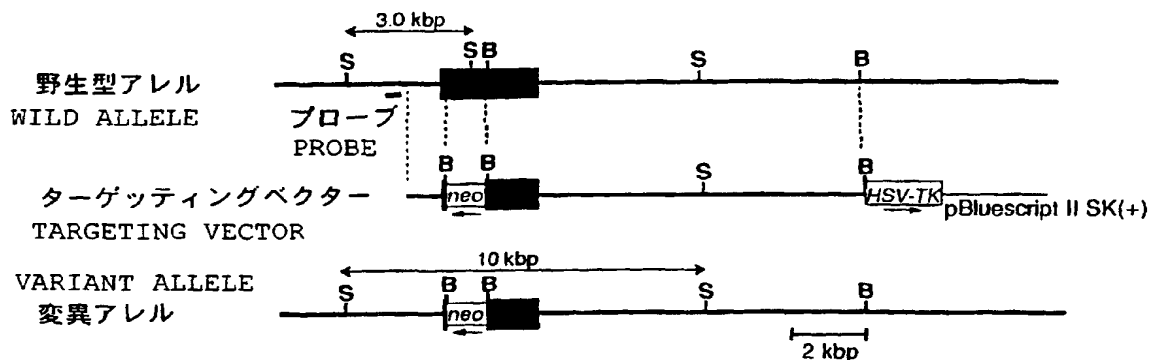 3.0 kbp
S S B S B
野生型アレル
WILD ALLELE
プローブ
PROBE
B B S B
ターゲッティングベクター
neo HSV-TK
pBluescript II SK(+)
TARGETING VECTOR
10 kbp
VARIANT ALLELE
S B B S B
変異アレル
neo
2 kbp